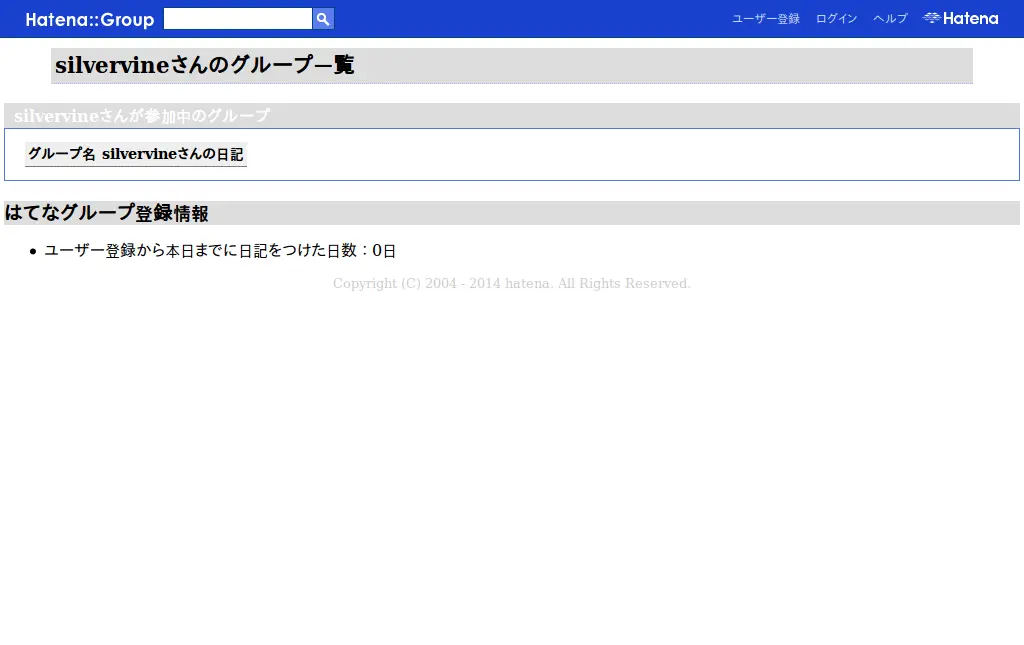 Hatena::Group
ユーザー登録 ログイン ヘルプ Hatena
silvervineさんのグループ一覧
silvervineさんが参加中のグループ
グループ名 silvervineさんの日記
はてなグループ登録情報
ユーザー登録から本日までに日記をつけた日数：0日
Copyright (C) 2004 - 2014 hatena. All Rights Reserved.